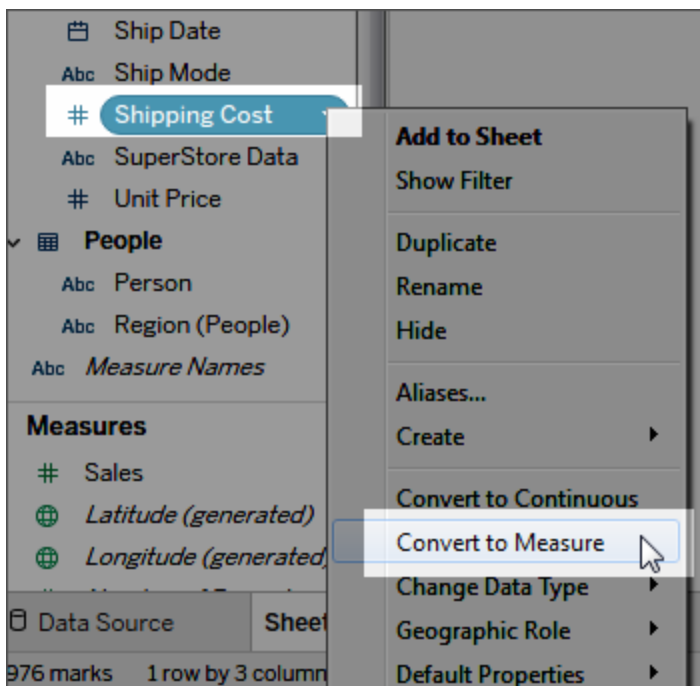 Ship Date
Abc Ship Mode
# Shipping Cost
Abc SuperStore Data
# Unit Price
People
Abc Person
Abc Region (People)
Abc Measure Names
Measures
# Sales
Latitude (generated)
Longitude (generated)
Data Source
Sheet
976 marks 1 row by 3 column
Add to Sheet
Show Filter
Duplicate
Rename
Hide
Aliases...
Create
Convert to Continuous
Convert to Measure
Change Data Type
Geographic Role
Default Properties